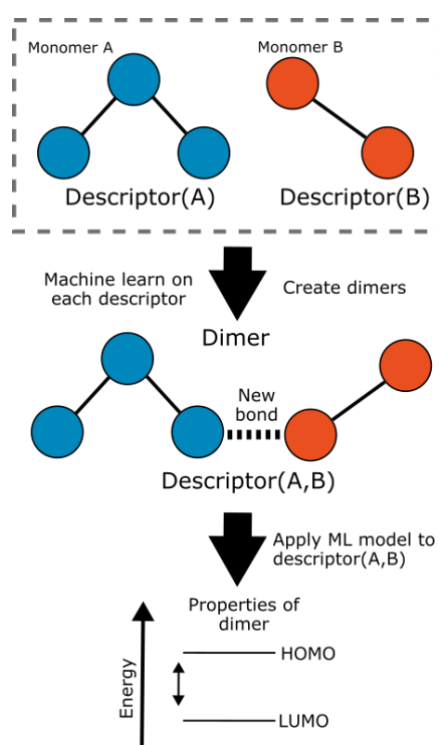 Monomer A
Monomer B
Descriptor(A)
Descriptor(B)
Machine learn on
each descriptor
Create dimers
Dimer
New
bond
Descriptor(A,B)
Apply ML model to
descriptor(A,B)
Properties of
dimer
HOMO
Energy
LUMO